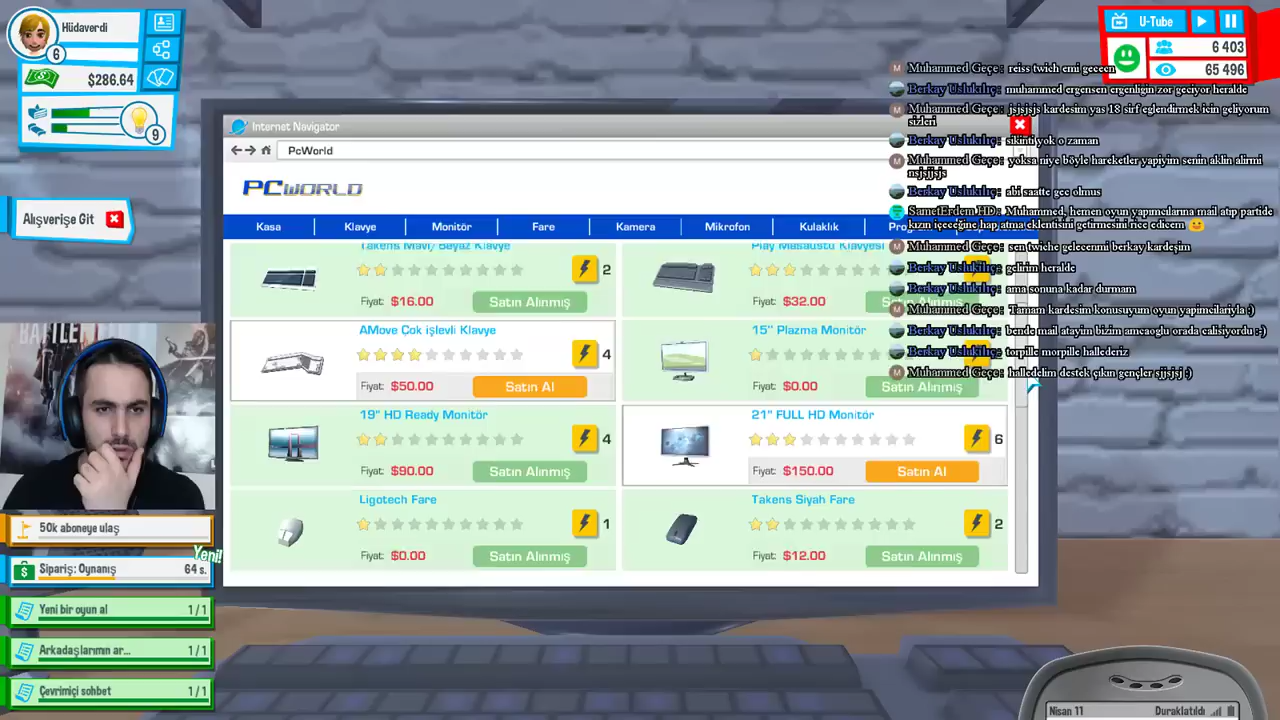 Hüdaverdi
6
$286.64
9
U-Tube
6 403
65 496
Muhammed Geçe: reiss twich emi geceen
Berkay Uslukılıç: muhammed ergensen ergenligin zor geciyor heralde
Muhammed Geçe: jsjsjsjs kardesim yas 18 sirf eglendirmek isin geliyorum
sizleri
Berkay Uslukılıç: sikinti yok o zaman
Muhammed Geçe: yoksa niye böyle hareketler yapiyim senin aklin alirmi
nsjsjjsjs
Berkay Uslukılıç: abi saatte gec olmus
SametErdem HD: Muhammed, hemen oyun yapımcılarına mail atıp partide
kızın içeceğine hap atma eklentisini getirmesini rice edicem
Muhammed Geçe: sen twiche gelecenmi berkay kardeşim
Berkay Uslukılıç: gelirim heralde
Berkay Uslukılıç: ama sonuna kadar durmam
Muhammed Geçe: Tamam kardesim konusuyum oyun yapimcilariyla :)
Berkay Uslukılıç: bende mail atayim bizim amcaoglu orada calisiyordu :-)
Berkay Uslukılıç: torpille morpille hallederiz
Muhammed Geçe: halledelim destek çıkın gençler sjjsjsj :)
Internet Navigator
PcWorld
PCWORLD
Kasa
Klavye
Monitör
Fare
Kamera
Mikrofon
Kulaklık
Alışverişe Git
Takens Mavi/Beyaz Klavye
2
Fiyat: $16.00
Satın Alınmış
Play Masaüstü Klavyesi
Fiyat: $32.00
AMove Çok işlevli Klavye
4
Fiyat: $50.00
Satın Al
15'' Plazma Monitör
Fiyat: $0.00
Satın Alınmış
19'' HD Ready Monitör
4
Fiyat: $90.00
Satın Alınmış
21'' FULL HD Monitör
6
Fiyat: $150.00
Satın Al
Ligotech Fare
1
Fiyat: $0.00
Satın Alınmış
Takens Siyah Fare
2
Fiyat: $12.00
Satın Alınmış
50k aboneye ulaş
Yeni!
Sipariş: Oynanış 64 s.
Yeni bir oyun al 1/1
Arkadaşlarımın ar... 1/1
Çevrimiçi sohbet 1/1
Nisan 11
Duraklatıldı